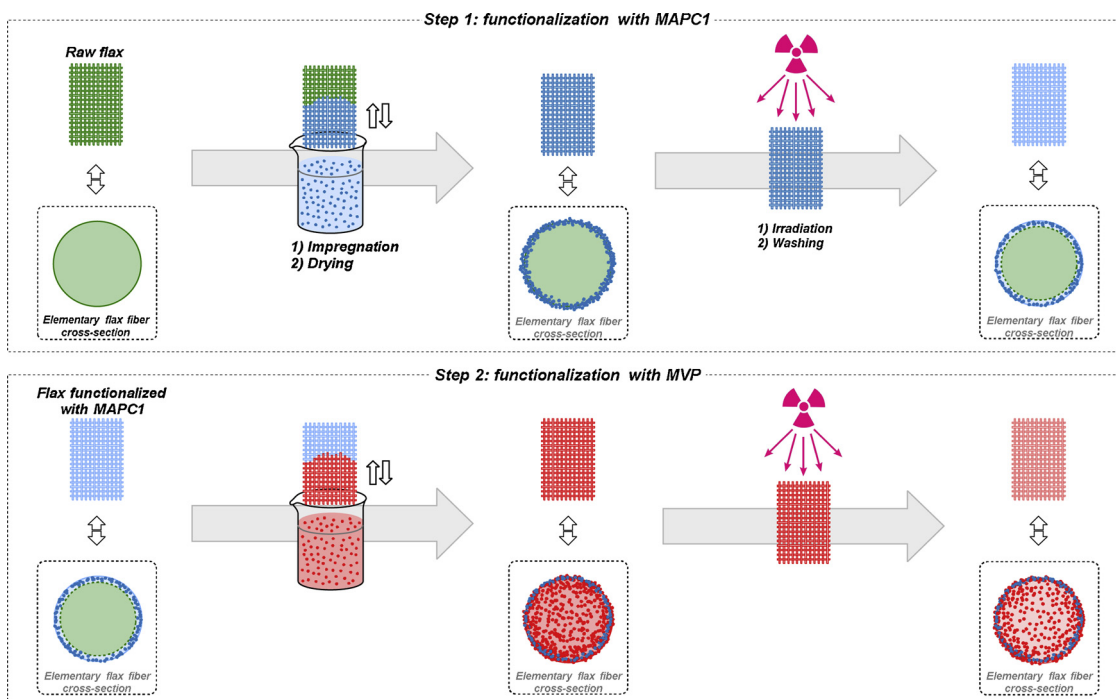 Step 1: functionalization with MAPC1
Raw flax
1) Impregnation
2) Drying
1) Irradiation
2) Washing
Elementary flax fiber
cross-section
Elementary flax fiber
cross-section
Elementary flax fiber
cross-section
Step 2: functionalization with MVP
Flax functionalized
with MAPC1
Elementary flax fiber
cross-section
Elementary flax fiber
cross-section
Elementary flax fiber
cross-section